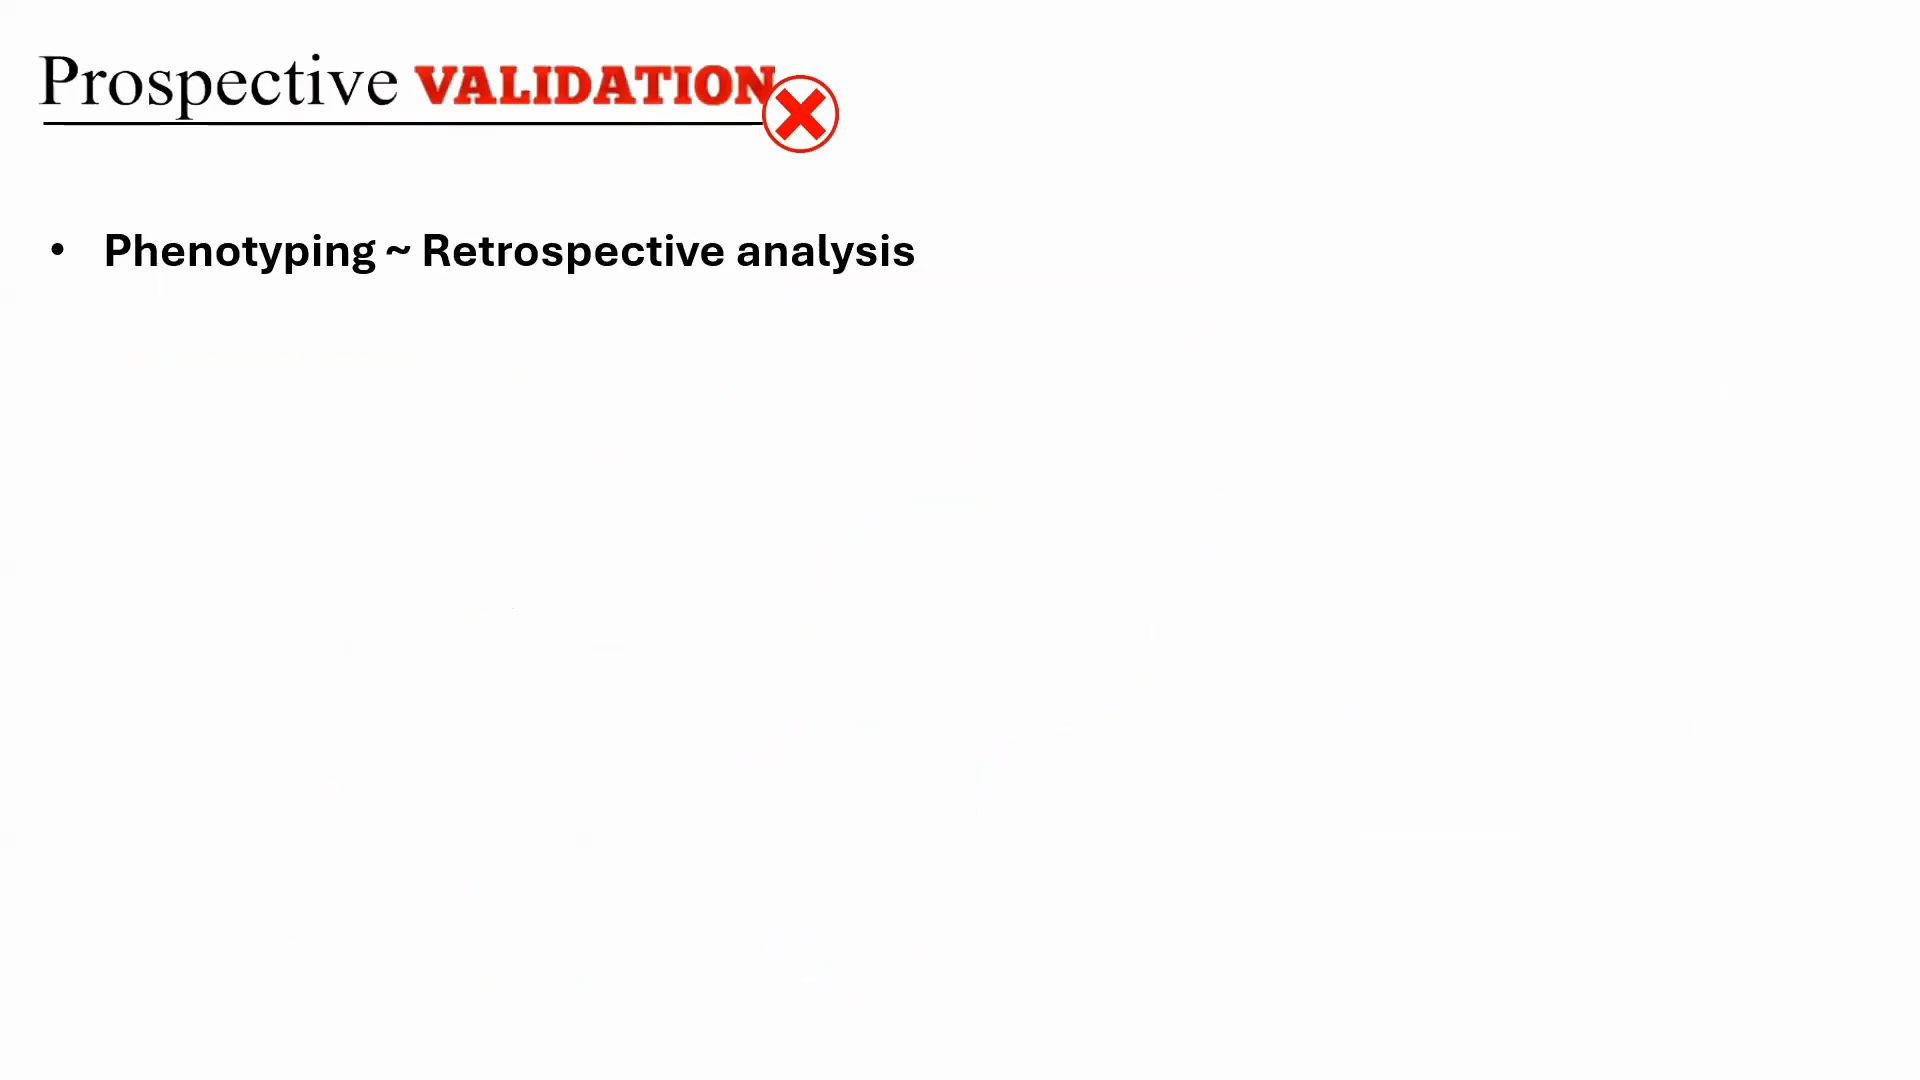 Prospective VALIDATION
• Phenotyping ~ Retrospective analysis